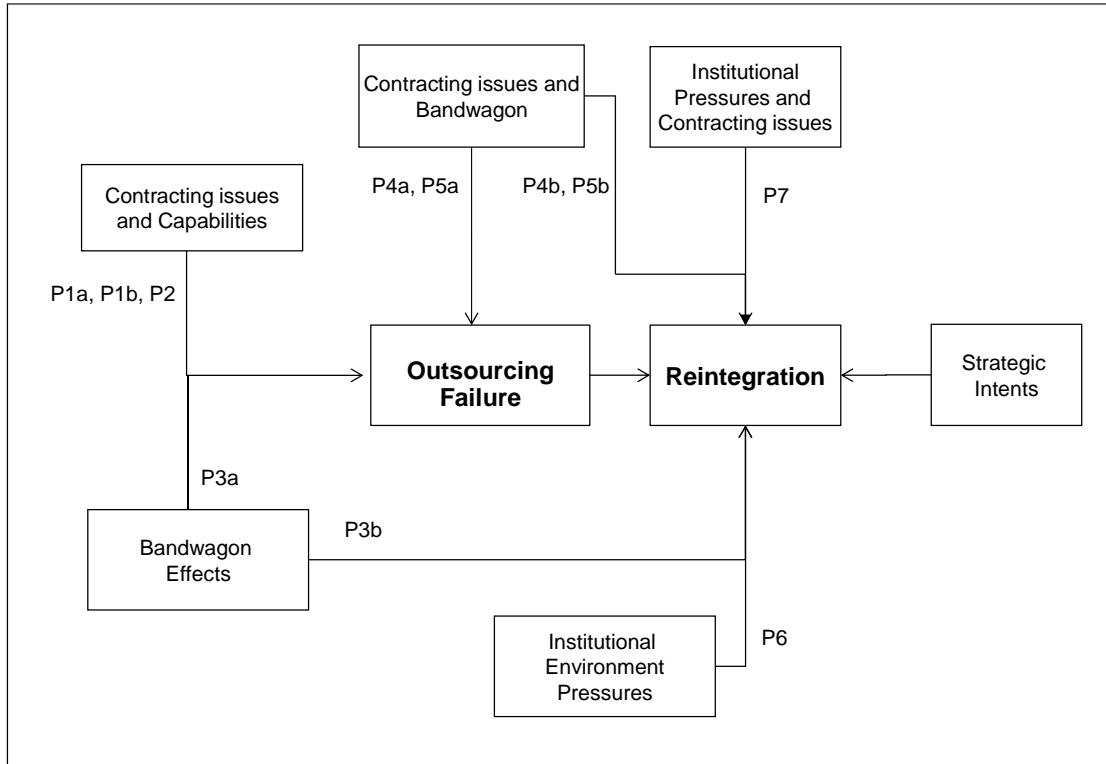 Contracting issues and
Bandwagon
Institutional
Pressures and
Contracting issues
Contracting issues
and Capabilities
P4a, P5a
P4b, P5b
P7
P1a, P1b, P2
Outsourcing
Failure
Reintegration
Strategic
Intents
P3a
Bandwagon
Effects
P3b
Institutional
Environment
Pressures
P6